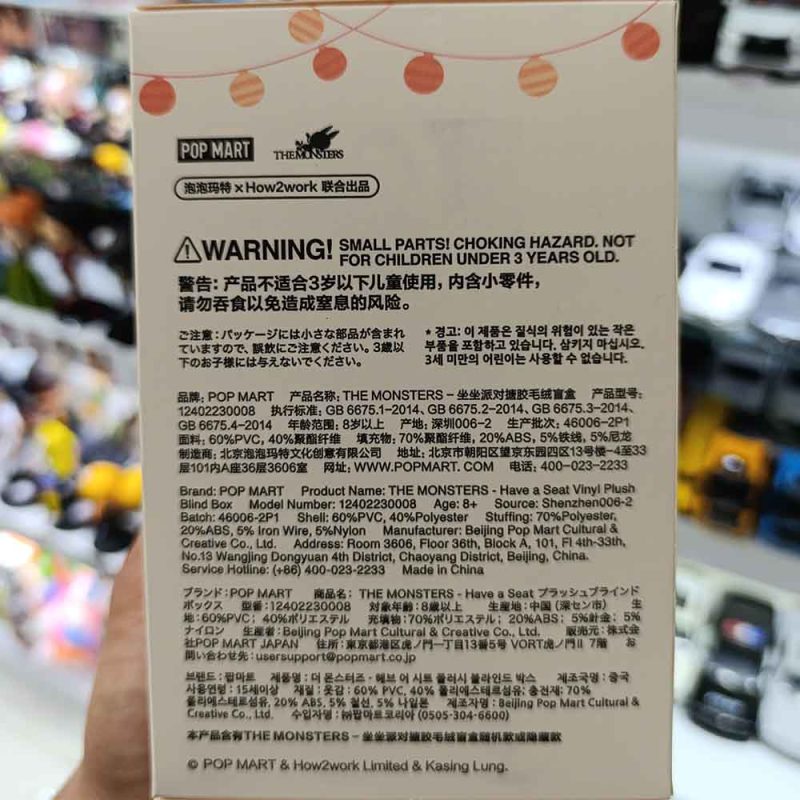 POP MART
THE MONSTERS
泡泡玛特×How2work 联合出品
WARNING! SMALL PARTS! CHOKING HAZARD. NOT
FOR CHILDREN UNDER 3 YEARS OLD.
警告：产品不适合3岁以下儿童使用，内含小零件，
请勿吞食以免造成窒息的风险。
ご注意：パッケージには小さな部品が含まれ
ていますので、誤飲にご注意ください。3歳以
下のお子様には与えないでください。
* 경고: 이 제품은 질식의 위험이 있는 작은
부품을 포함하고 있습니다. 삼키지 마십시오.
3세 미만의 어린이는 사용할 수 없습니다.
品牌：POP MART 产品名称：THE MONSTERS – 坐坐派对搪胶毛绒盲盒 产品型号：
12402230008 执行标准：GB 6675.1–2014、GB 6675.2–2014、GB 6675.3–2014、
GB 6675.4–2014 年龄范围：8岁以上 产地：深圳006–2 生产批次：46006–2P1
面料：60%PVC，40%聚酯纤维 填充物：70%聚酯纤维，20%ABS，5%铁线，5%尼龙
制造商：北京泡泡玛特文化创意有限公司 地址：北京市朝阳区望京东园四区13号楼–4至33
层101内A座36层3606室 网址：WWW.POPMART.COM 电话：400-023-2233
Brand: POP MART Product Name: THE MONSTERS - Have a Seat Vinyl Plush
Blind Box Model Number: 12402230008 Age: 8+ Source: Shenzhen006-2
Batch: 46006-2P1 Shell: 60%PVC, 40%Polyester Stuffing: 70%Polyester,
20%ABS, 5% Iron Wire, 5%Nylon Manufacturer: Beijing Pop Mart Cultural &
Creative Co., Ltd. Address: Room 3606, Floor 36th, Block A, 101, Fl 4th-33th,
No.13 Wangjing Dongyuan 4th District, Chaoyang District, Beijing, China.
Service Hotline: (+86) 400-023-2233 Made in China
ブランド：POP MART 商品名： THE MONSTERS - Have a Seat プラッシュブラインド
ボックス 型番：12402230008 対象年齢：8歳以上 生産地：中国（深セン市） 生
地：60%PVC；40%ポリエステル 充填物：70%ポリエステル；20%ABS；5%針金；5%
ナイロン 生産者：Beijing Pop Mart Cultural & Creative Co., Ltd. 販売元：株式会
社POP MART JAPAN 住所：東京都港区虎ノ門一丁目13番5号 VORT虎ノ門II 7階 お
問い合わせ先：usersupport@popmart.co.jp
브랜드 : 팝마트 제품명 : 더 몬스터즈 - 헤브 어 시트 플러시 블라인드 박스 제조국명 : 중국
사용연령 : 15세이상 재질 : 옷감 : 60% PVC, 40% 폴리에스테르섬유; 충전재: 70%
폴리에스테르섬유, 20% ABS, 5% 철선, 5% 나일론 제조자명 : Beijing Pop Mart Cultural &
Creative Co., Ltd. 수입자명 : ㈜팝마트코리아 (0505-304-6600)
本产品含有THE MONSTERS – 坐坐派对搪胶毛绒盲盒随机款或隐藏款
© POP MART & How2work Limited & Kasing Lung.